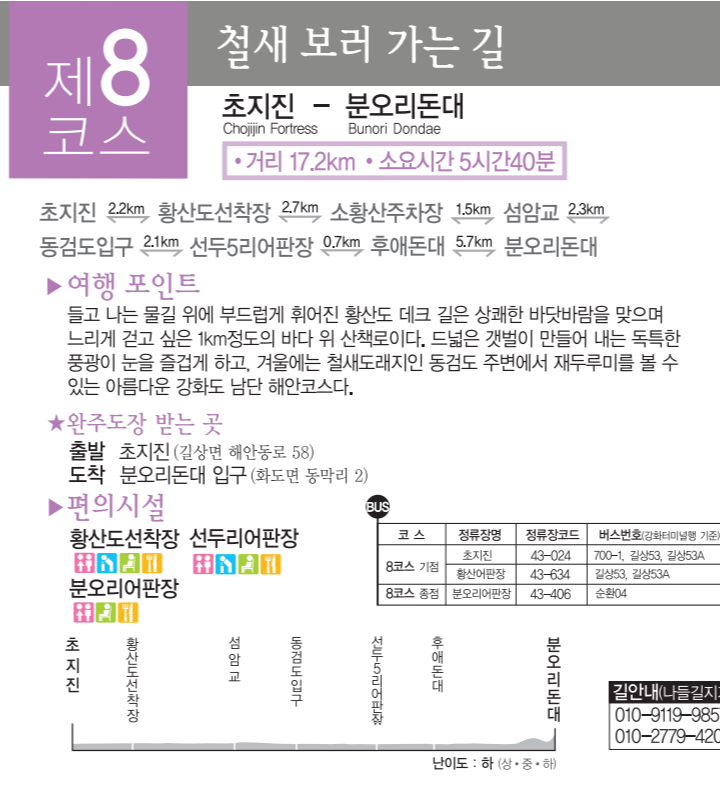 제8
코스
철새 보러 가는 길
초지진 – 분오리돈대
Chojijin Fortress Bunori Dondae
• 거리 17.2km • 소요시간 5시간40분
초지진 2.2km 황산도선착장 2.7km 소황산주차장 1.5km 섬암교 2.3km
동검도입구 2.1km 선두5리어판장 0.7km 후애돈대 5.7km 분오리돈대
▶여행 포인트
들고 나는 물길 위에 부드럽게 휘어진 황산도 데크 길은 상쾌한 바닷바람을 맞으며
느리게 걷고 싶은 1km정도의 바다 위 산책로이다. 드넓은 갯벌이 만들어 내는 독특한
풍광이 눈을 즐겁게 하고, 겨울에는 철새도래지인 동검도 주변에서 재두루미를 볼 수
있는 아름다운 강화도 남단 해안코스다.
★완주도장 받는 곳
출발 초지진(길상면 해안동로 58)
도착 분오리돈대 입구(화도면 동막리 2)
▶편의시설
황산도선착장 선두리어판장
분오리어판장
BUS
코 스 정류장명 정류장코드 버스번호(강화터미널행 기준)
8코스 기점 초지진 43-024 700-1, 길상53, 길상53A
황산어판장 43-634 길상53, 길상53A
8코스 종점 분오리어판장 43-406 순환04
초지진 황산도선착장 섬암교 동검도입구 선두5리어판장 후애돈대 분오리돈대
난이도 : 하 (상·중·하)
길안내(나들길지기
010-9119-985
010-2779-420